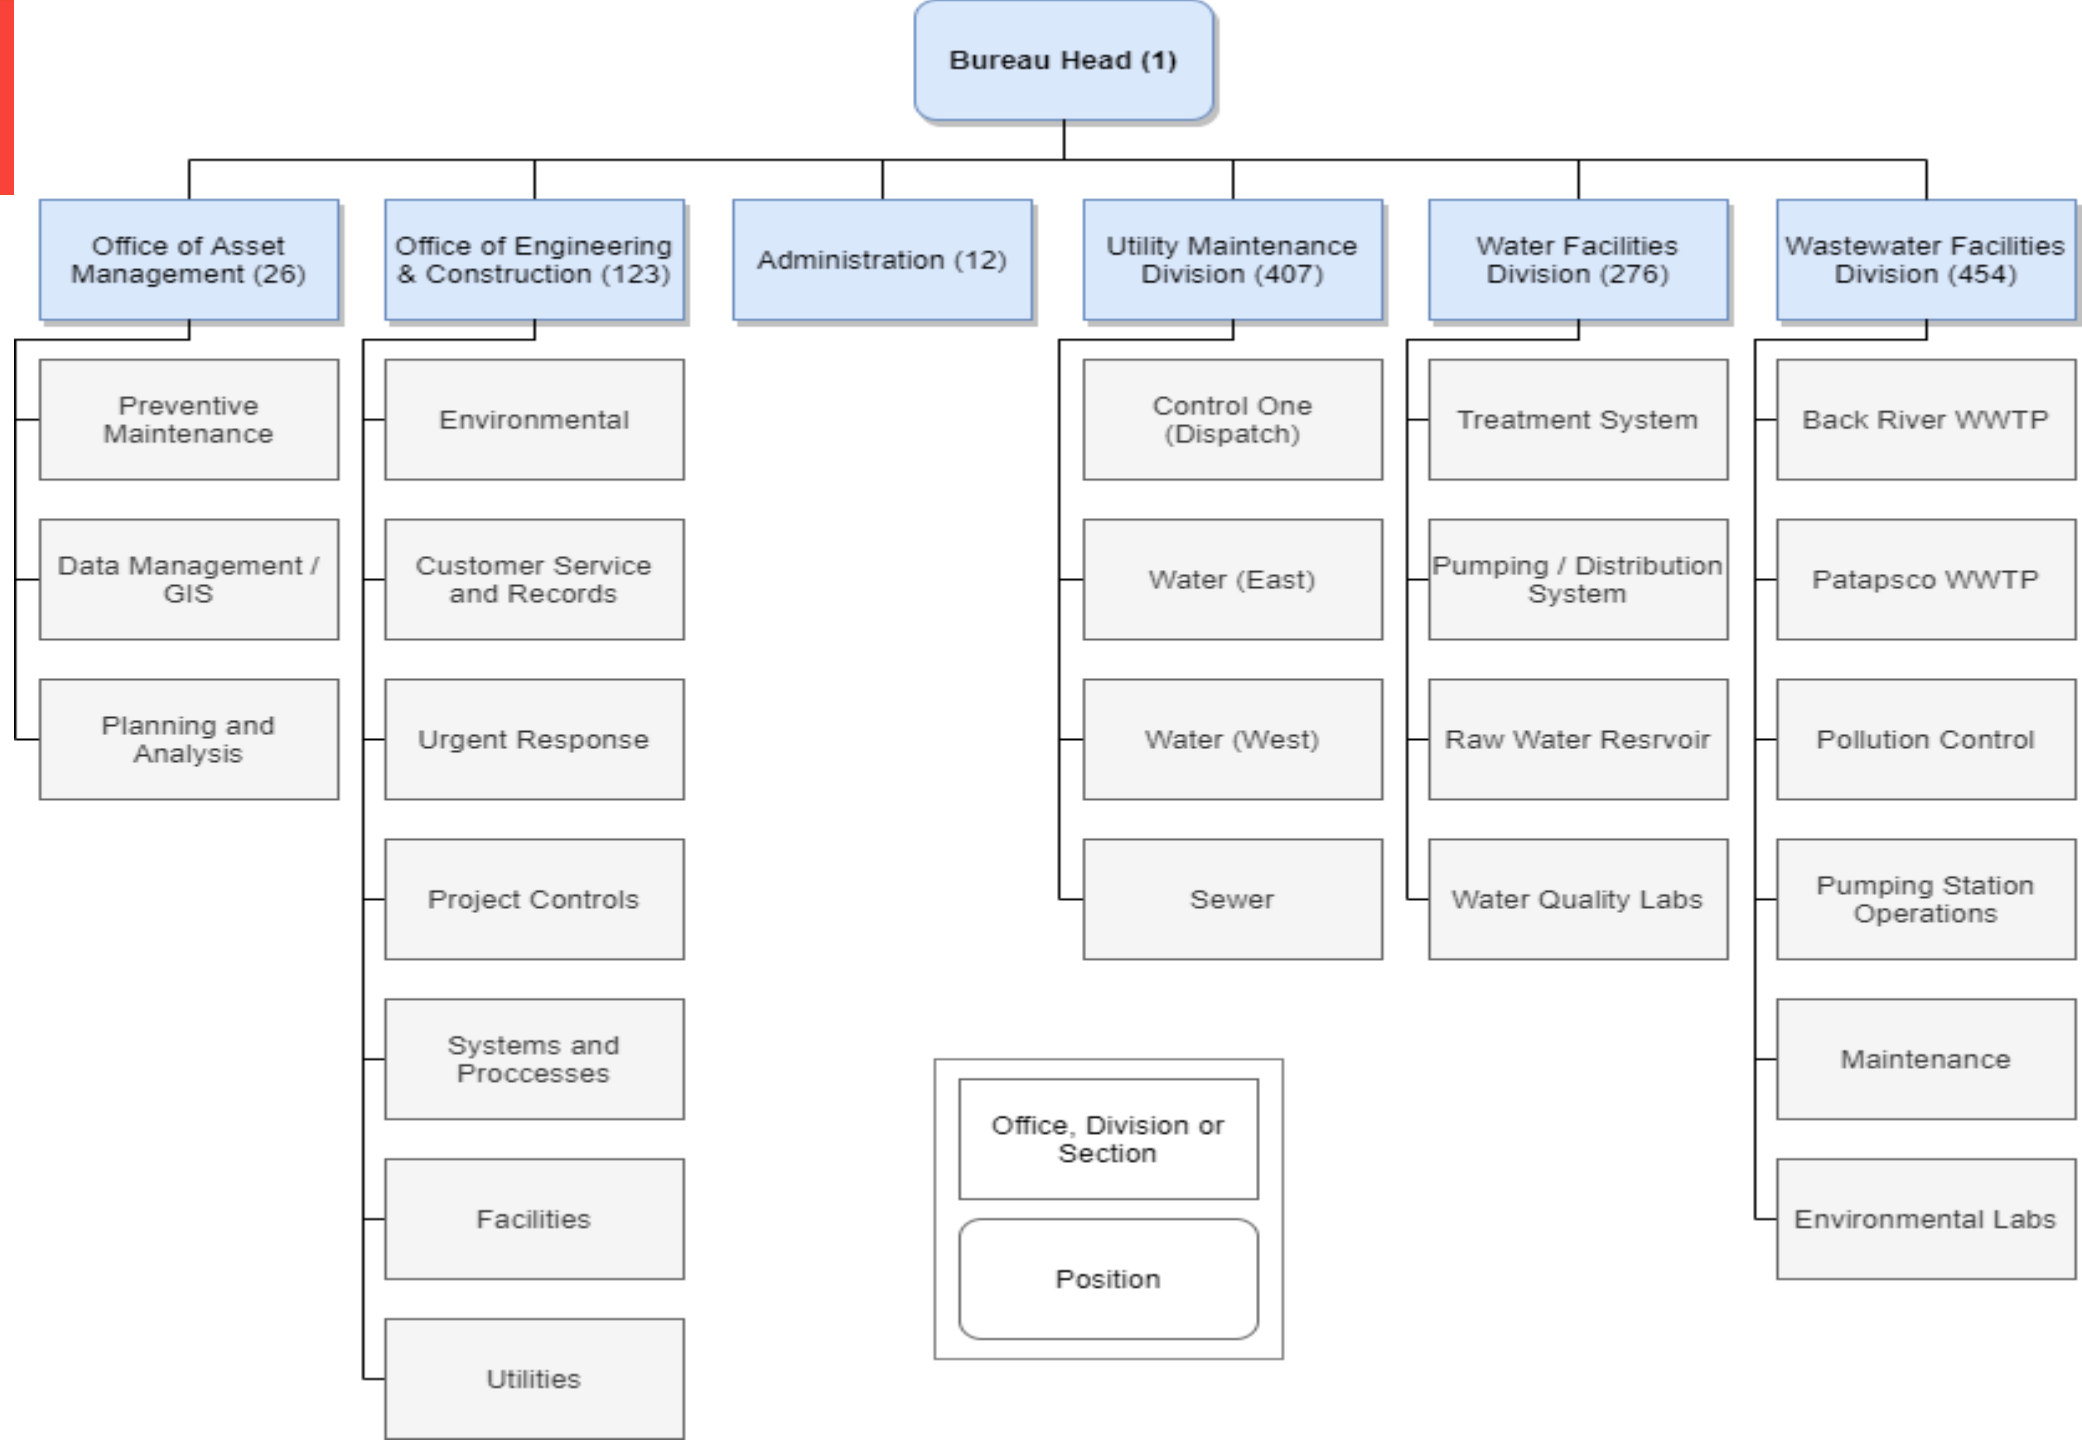 Bureau Head (1)
Office of Asset
Management (26)
Office of Engineering
& Construction (123)
Administration (12)
Utility Maintenance
Division (407)
Water Facilities
Division (276)
Wastewater Facilities
Division (454)
Preventive
Maintenance
Data Management /
GIS
Planning and
Analysis
Environmental
Customer Service
and Records
Urgent Response
Project Controls
Systems and
Proccesses
Facilities
Utilities
Control One
(Dispatch)
Water (East)
Water (West)
Sewer
Treatment System
Pumping / Distribution
System
Raw Water Resrvoir
Water Quality Labs
Back River WWTP
Patapsco WWTP
Pollution Control
Pumping Station
Operations
Maintenance
Environmental Labs
Office, Division or
Section
Position